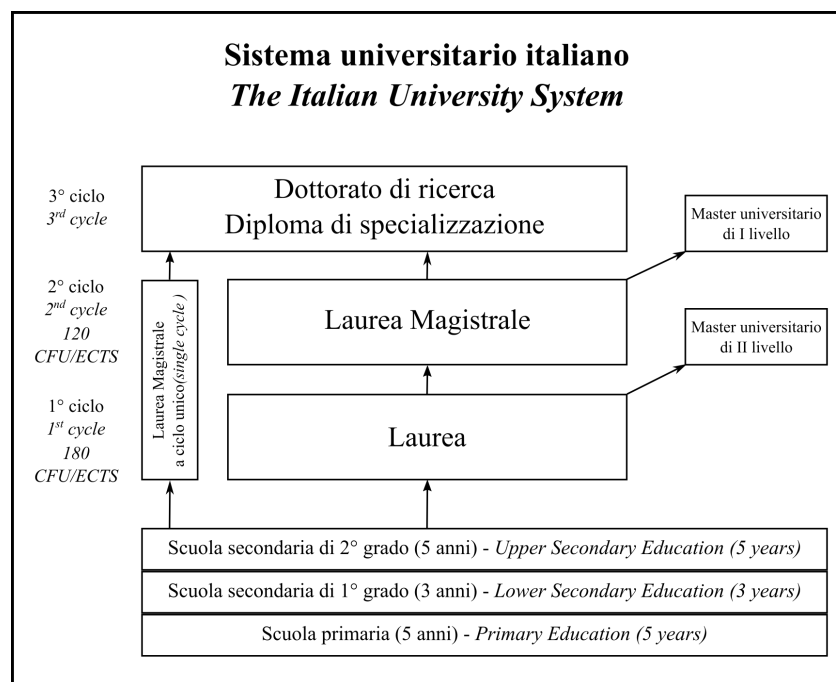 Sistema universitario italiano
The Italian University System
3° ciclo
3rd cycle
Dottorato di ricerca
Diploma di specializzazione
Master universitario
di I livello
2° ciclo
2nd cycle
120
CFU/ECTS
Laurea Magistrale
a ciclo unico(single cycle)
Laurea Magistrale
Master universitario
di II livello
1° ciclo
1st cycle
180
CFU/ECTS
Laurea
Scuola secondaria di 2° grado (5 anni) - Upper Secondary Education (5 years)
Scuola secondaria di 1° grado (3 anni) - Lower Secondary Education (3 years)
Scuola primaria (5 anni) - Primary Education (5 years)